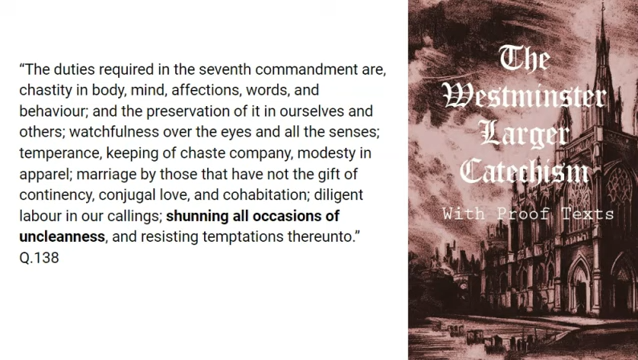 “The duties required in the seventh commandment are,
chastity in body, mind, affections, words, and
behaviour; and the preservation of it in ourselves and
others; watchfulness over the eyes and all the senses;
temperance, keeping of chaste company, modesty in
apparel; marriage by those that have not the gift of
continency, conjugal love, and cohabitation; diligent
labour in our callings; shunning all occasions of
uncleanness, and resisting temptations thereunto.”
Q.138
The
Westminster
Larger
Catechism
With Proof Texts